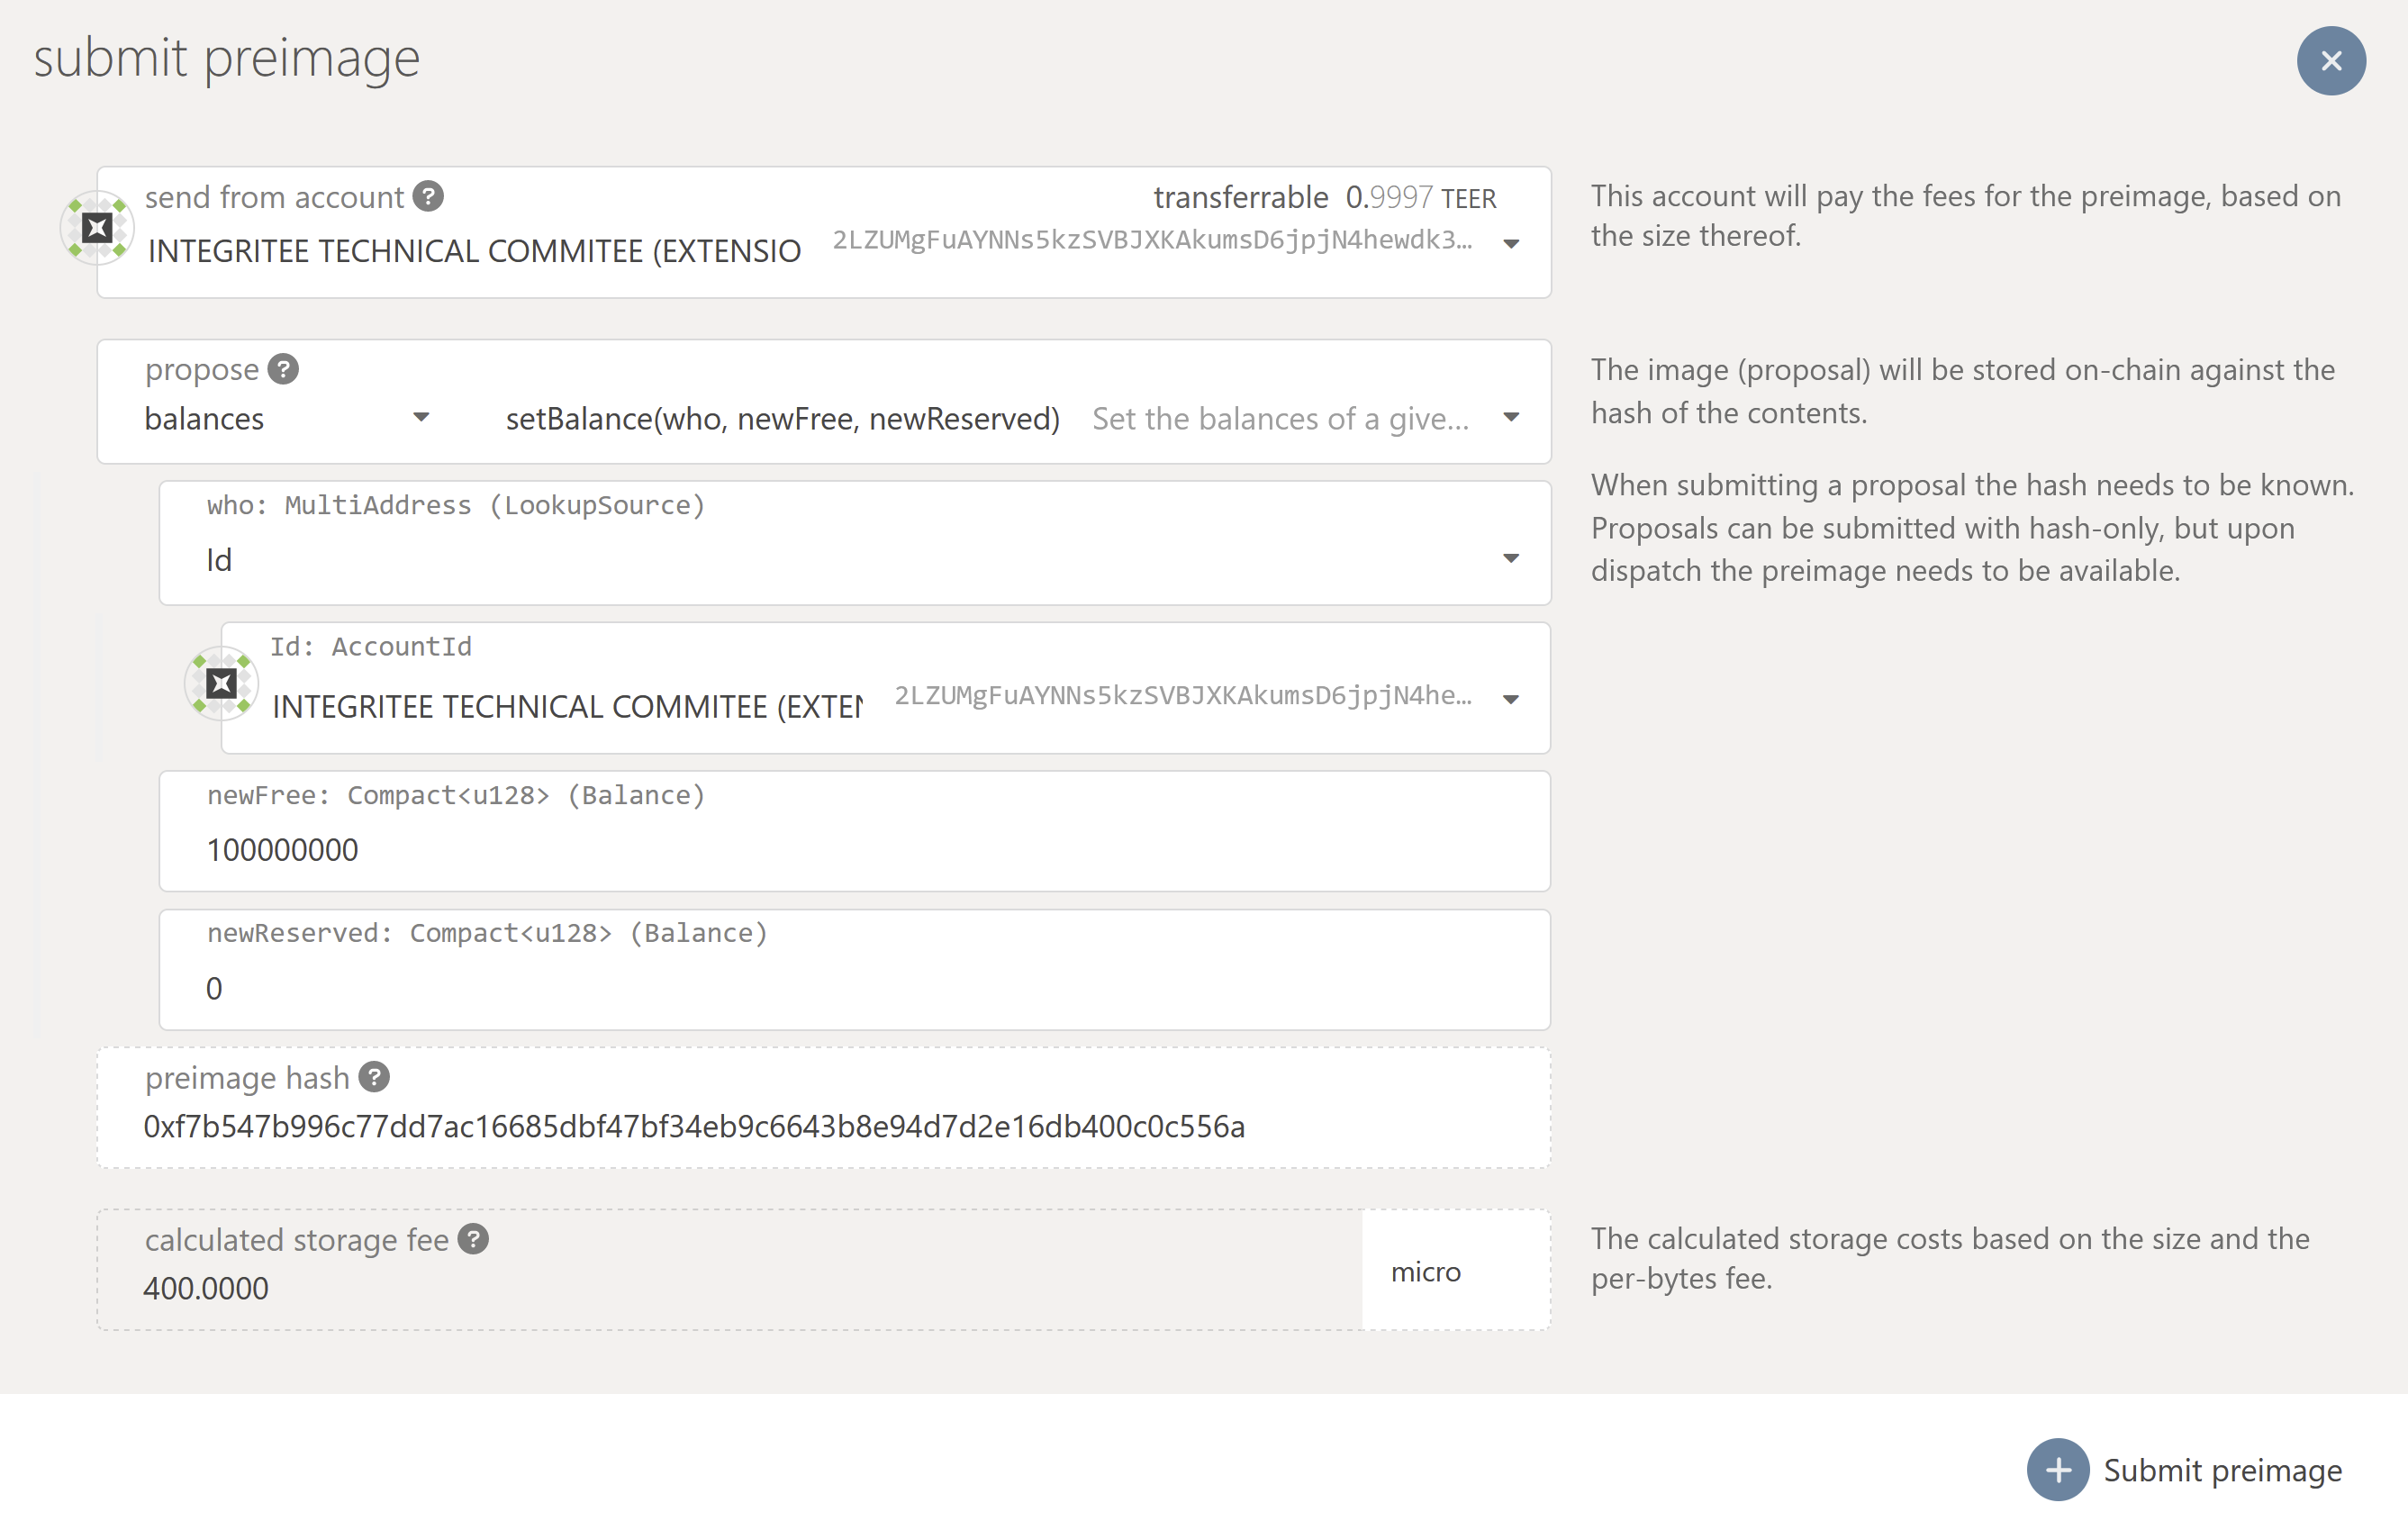 submit preimage
send from account
transferrable 0.9997 TEER
INTEGRITEE TECHNICAL COMMITEE (EXTENSIO
2LZUMgFuAYNNs5kzSVBJXKAkumsD6jpjN4hewdk3...
This account will pay the fees for the preimage, based on
the size thereof.
propose
balances
setBalance(who, newFree, newReserved) Set the balances of a give...
The image (proposal) will be stored on-chain against the
hash of the contents.
When submitting a proposal the hash needs to be known.
Proposals can be submitted with hash-only, but upon
dispatch the preimage needs to be available.
who: MultiAddress (LookupSource)
Id
Id: AccountId
INTEGRITEE TECHNICAL COMMITEE (EXTEN
2LZUMgFuAYNNs5kzSVBJXKAkumsD6jpjN4he...
newFree: Compact<u128> (Balance)
100000000
newReserved: Compact<u128> (Balance)
0
preimage hash
0xf7b547b996c77dd7ac16685dbf47bf34eb9c6643b8e94d7d2e16db400c0c556a
calculated storage fee
400.0000
micro
The calculated storage costs based on the size and the
per-bytes fee.
Submit preimage